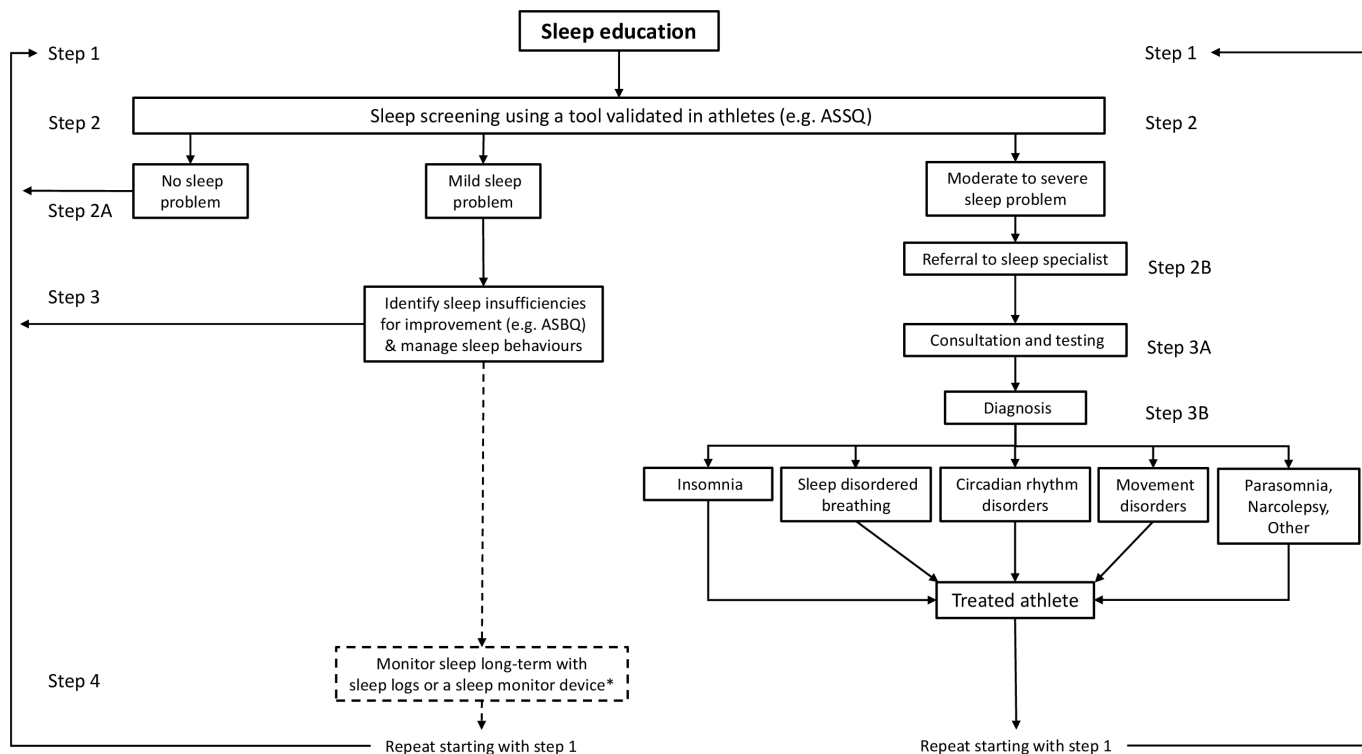 Sleep education
Step 1
Step 1
Step 2
Sleep screening using a tool validated in athletes (e.g. ASSQ)
Step 2
No sleep
problem
Mild sleep
problem
Moderate to severe
sleep problem
Step 2A
Referral to sleep specialist
Step 2B
Step 3
Identify sleep insufficiencies
for improvement (e.g. ASBQ)
& manage sleep behaviours
Consultation and testing
Step 3A
Diagnosis
Step 3B
Insomnia
Sleep disordered
breathing
Circadian rhythm
disorders
Movement
disorders
Parasomnia,
Narcolepsy,
Other
Treated athlete
Step 4
Monitor sleep long-term with
sleep logs or a sleep monitor device*
Repeat starting with step 1
Repeat starting with step 1